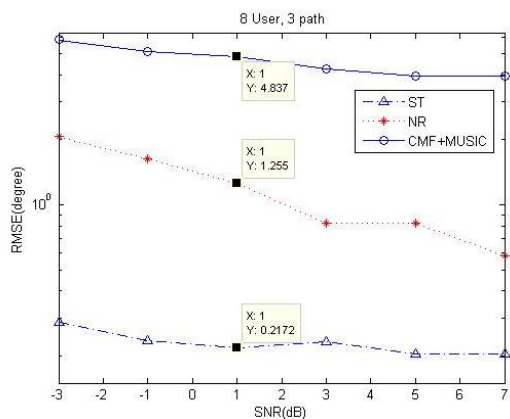 8 User, 3 path
X: 1
Y: 4.837
ST
NR
CMF+MUSIC
X: 1
Y: 1.255
10^0
RMSE(degree)
X: 1
Y: 0.2172
-3 -2 -1 0 1 2 3 4 5 6 7
SNR(dB)